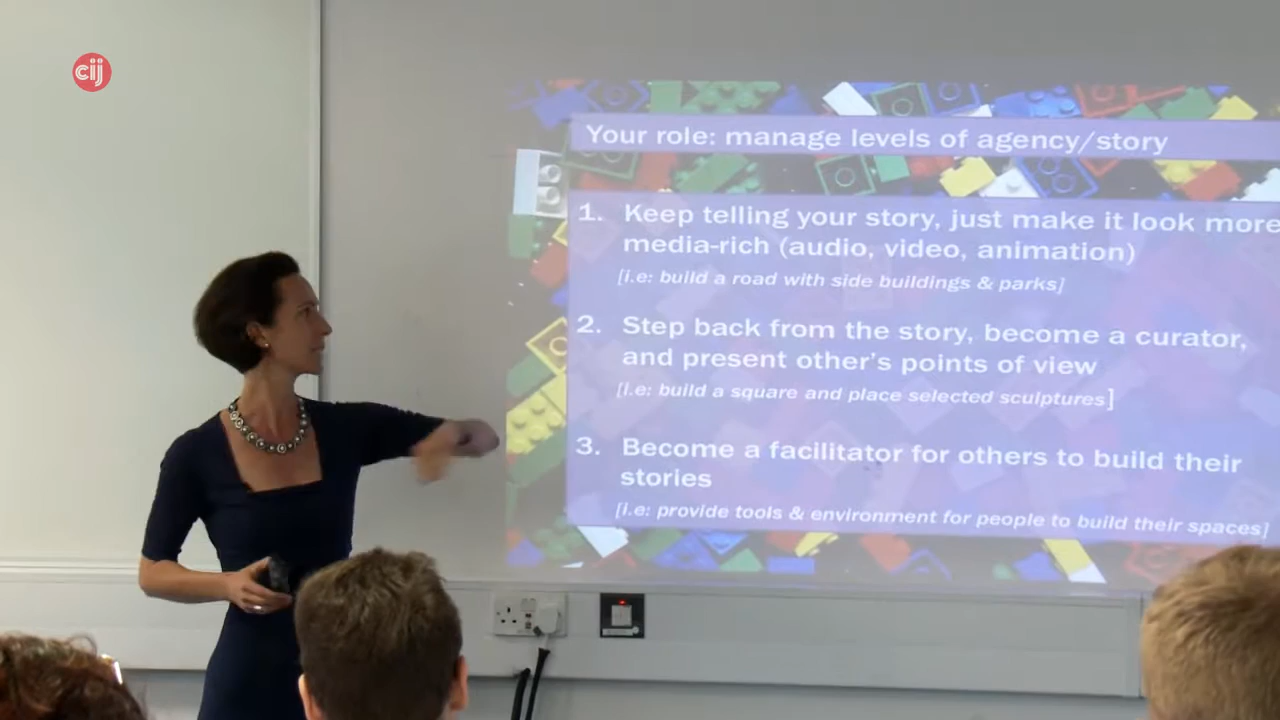 cij
Your role: manage levels of agency/story
1. Keep telling your story, just make it look more
media-rich (audio, video, animation)
[i.e: build a road with side buildings & parks]
2. Step back from the story, become a curator,
and present other's points of view
[i.e: build a square and place selected sculptures]
3. Become a facilitator for others to build their
stories
[i.e: provide tools & environment for people to build their spaces]